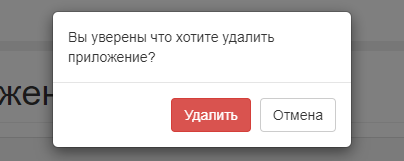 Вы уверены что хотите удалить
приложение?
жен
Удалить
Отмена